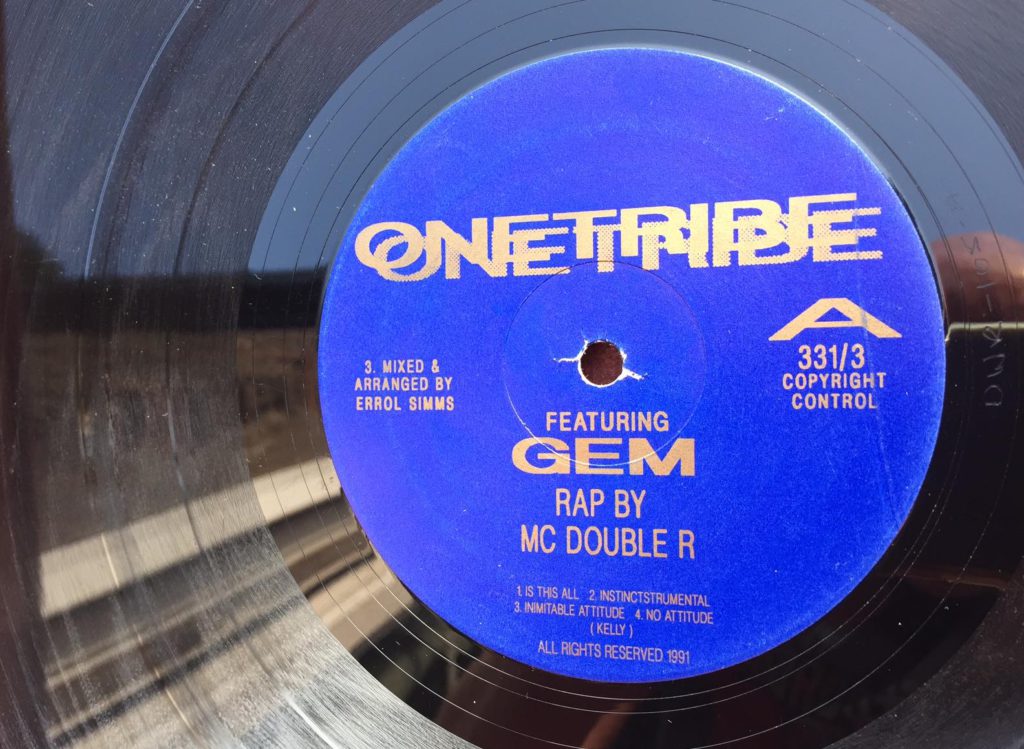 ONETRIBE
A
331/3
COPYRIGHT
CONTROL
3. MIXED &
ARRANGED BY
ERROL SIMMS
FEATURING
GEM
RAP BY
MC DOUBLE R
1. IS THIS ALL 2. INSTINCTSTRUMENTAL
3. INIMITABLE ATTITUDE 4. NO ATTITUDE
( KELLY )
ALL RIGHTS RESERVED 1991